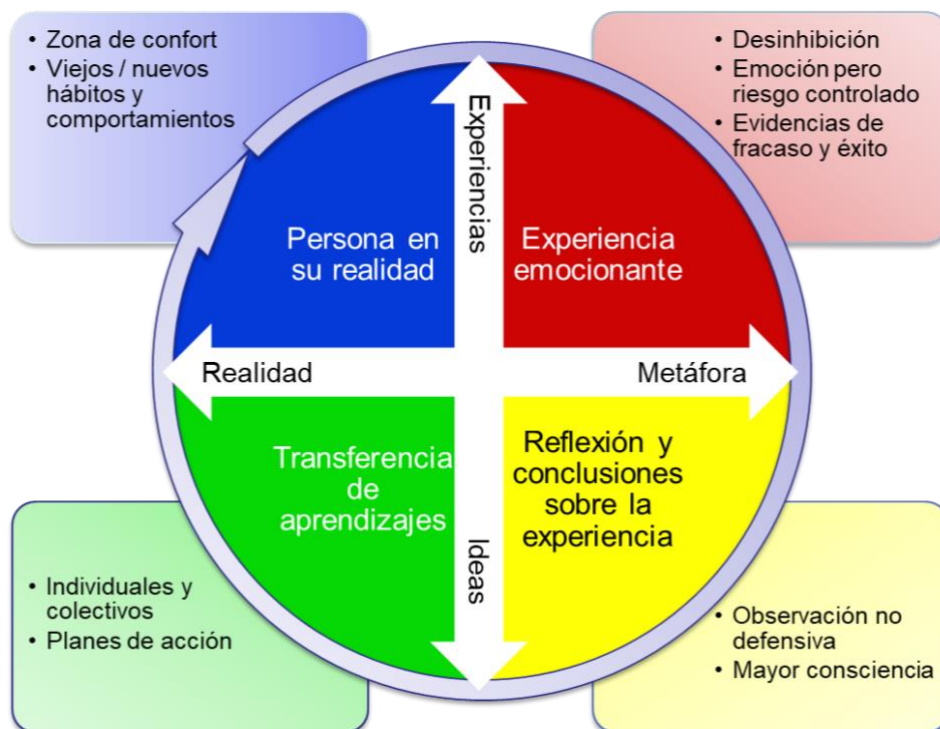 • Zona de confort
• Viejos / nuevos
hábitos y
comportamientos
• Desinhibición
• Emoción pero
riesgo controlado
• Evidencias de
fracaso y éxito
Experiencias
Persona en
su realidad
Experiencia
emocionante
Realidad
Metáfora
Transferencia
de
aprendizajes
Reflexión y
conclusiones
sobre la
experiencia
Ideas
• Individuales y
colectivos
• Planes de acción
• Observación no
defensiva
• Mayor consciencia